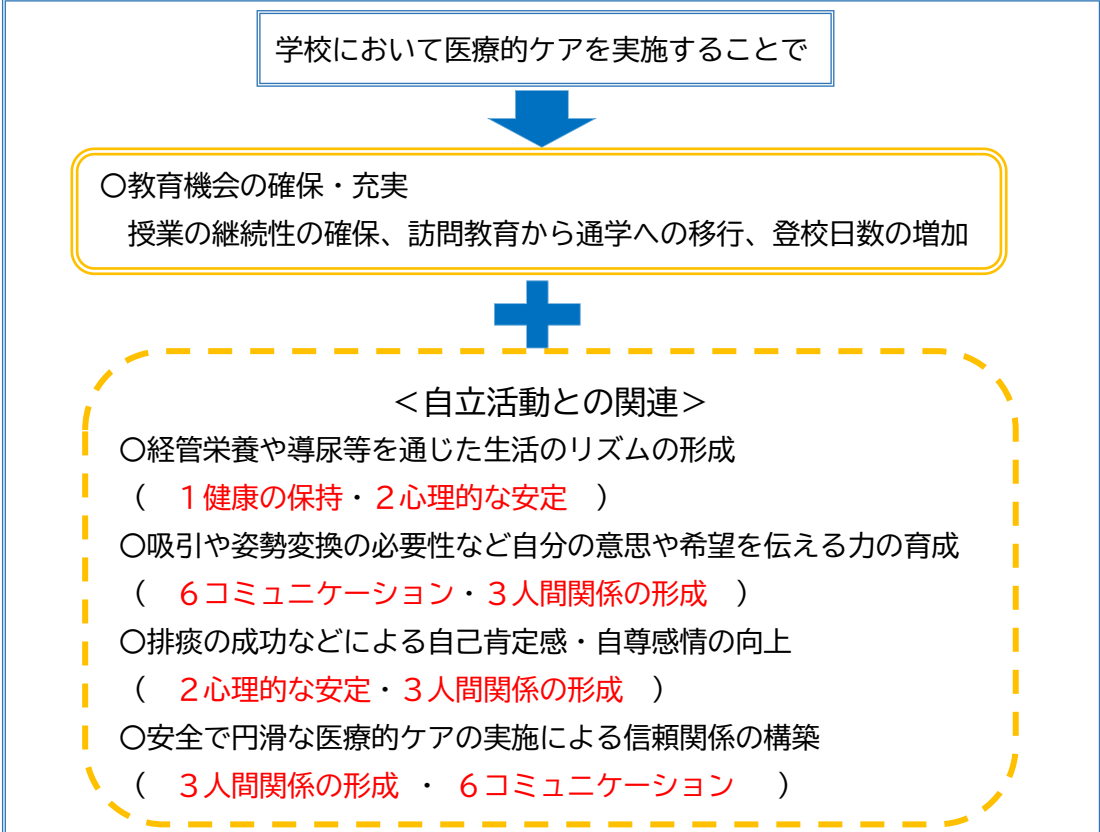 学校において医療的ケアを実施することで
〇教育機会の確保・充実
授業の継続性の確保、訪問教育から通学への移行、登校日数の増加
＜自立活動との関連＞
〇経管栄養や導尿等を通じた生活のリズムの形成
（　１健康の保持・２心理的な安定　）
〇吸引や姿勢変換の必要性など自分の意思や希望を伝える力の育成
（　６コミュニケーション・３人間関係の形成　）
〇排痰の成功などによる自己肯定感・自尊感情の向上
（　２心理的な安定・３人間関係の形成　）
〇安全で円滑な医療的ケアの実施による信頼関係の構築
（　３人間関係の形成 ・ ６コミュニケーション　）